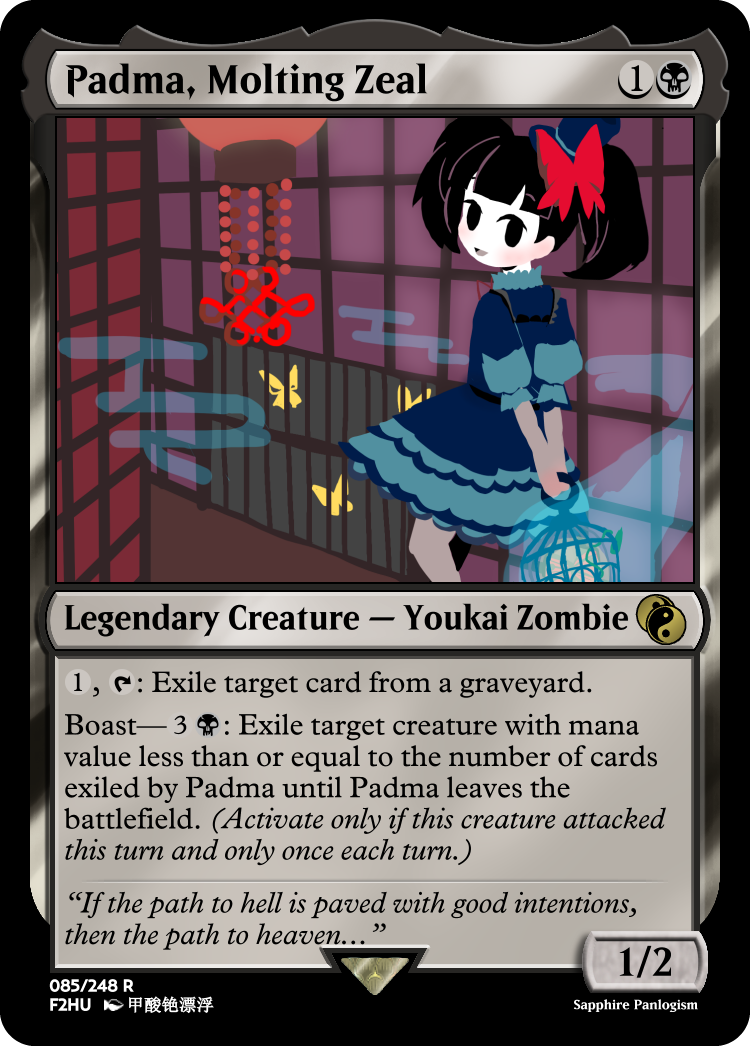 Padma, Molting Zeal 1
Legendary Creature — Youkai Zombie
1, : Exile target card from a graveyard.
Boast— 3 : Exile target creature with mana
value less than or equal to the number of cards
exiled by Padma until Padma leaves the
battlefield. (Activate only if this creature attacked
this turn and only once each turn.)
“If the path to hell is paved with good intentions,
then the path to heaven…”
1/2
085/248 R
F2HU 甲酸铯漂浮
Sapphire Panlogism